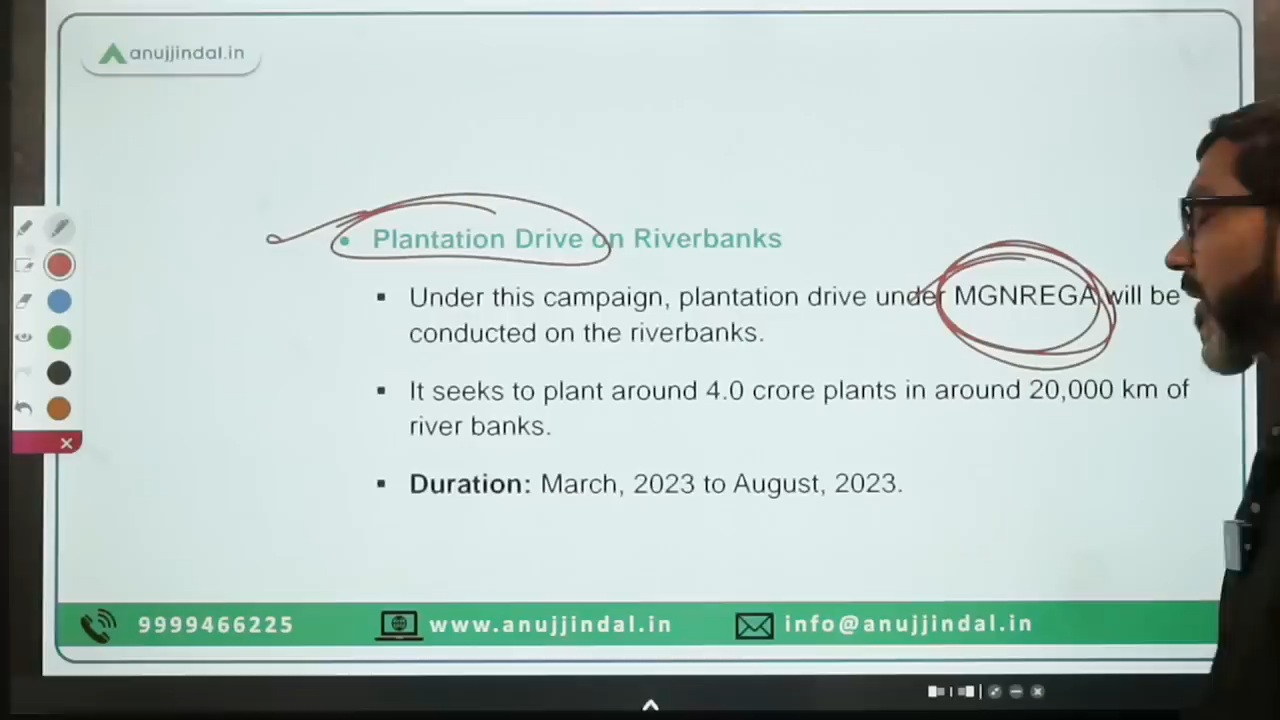 anujjindal.in
• Plantation Drive on Riverbanks
▪ Under this campaign, plantation drive under MGNREGA will be
conducted on the riverbanks.
▪ It seeks to plant around 4.0 crore plants in around 20,000 km of
river banks.
▪ Duration: March, 2023 to August, 2023.
9999466225 www.anujjindal.in info@anujjindal.in